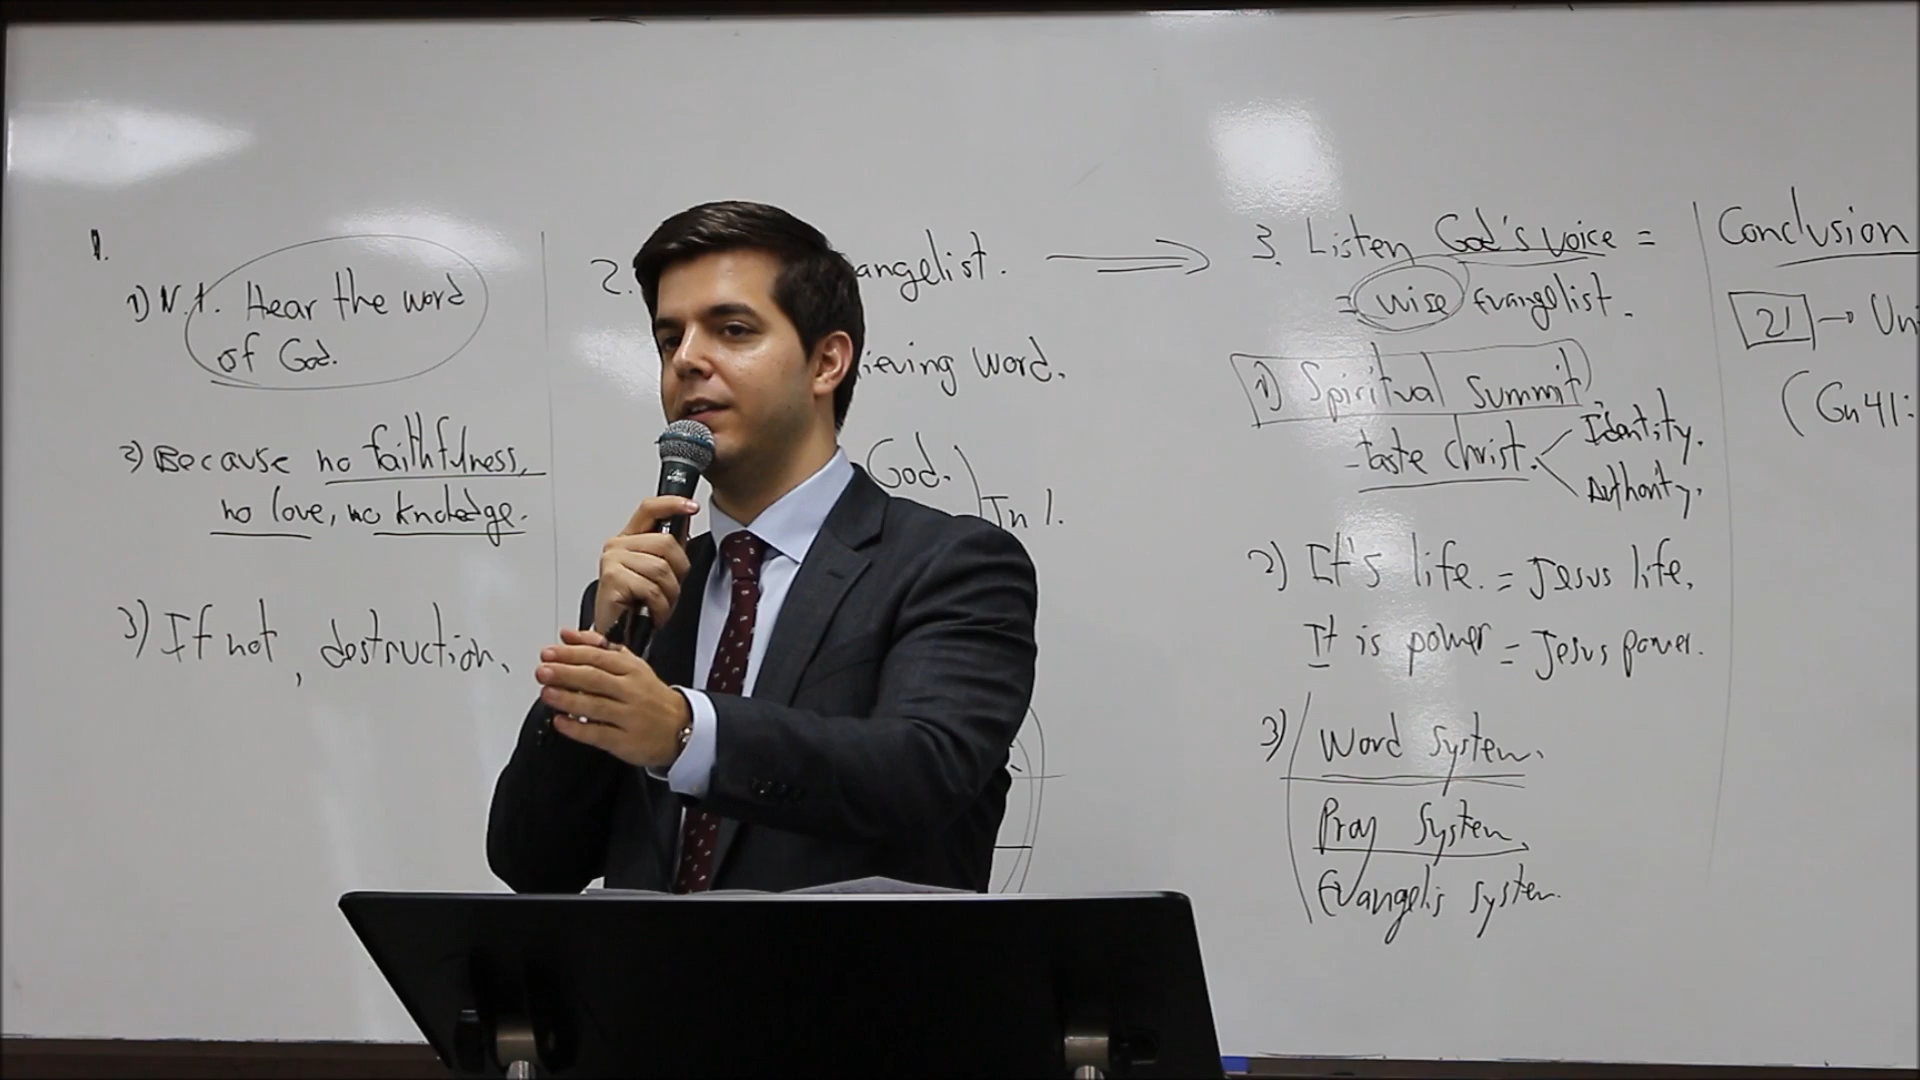 1.
1) N.T. Hear the word
of God.
2) Because no faithfulness,
no love, no knowledge.
3) If not, destruction.
2. angelist.
ieving word.
God.
Jn 1.
3. Listen God's voice =
= wise Evangelist.
1) Spiritual summit
- taste christ.
Identity.
Authority.
2) It's life. = Jesus life.
It is power = Jesus power.
3) Word System.
Pray System.
Evangelis system.
Conclusion
21 → Un
(Gn 41: